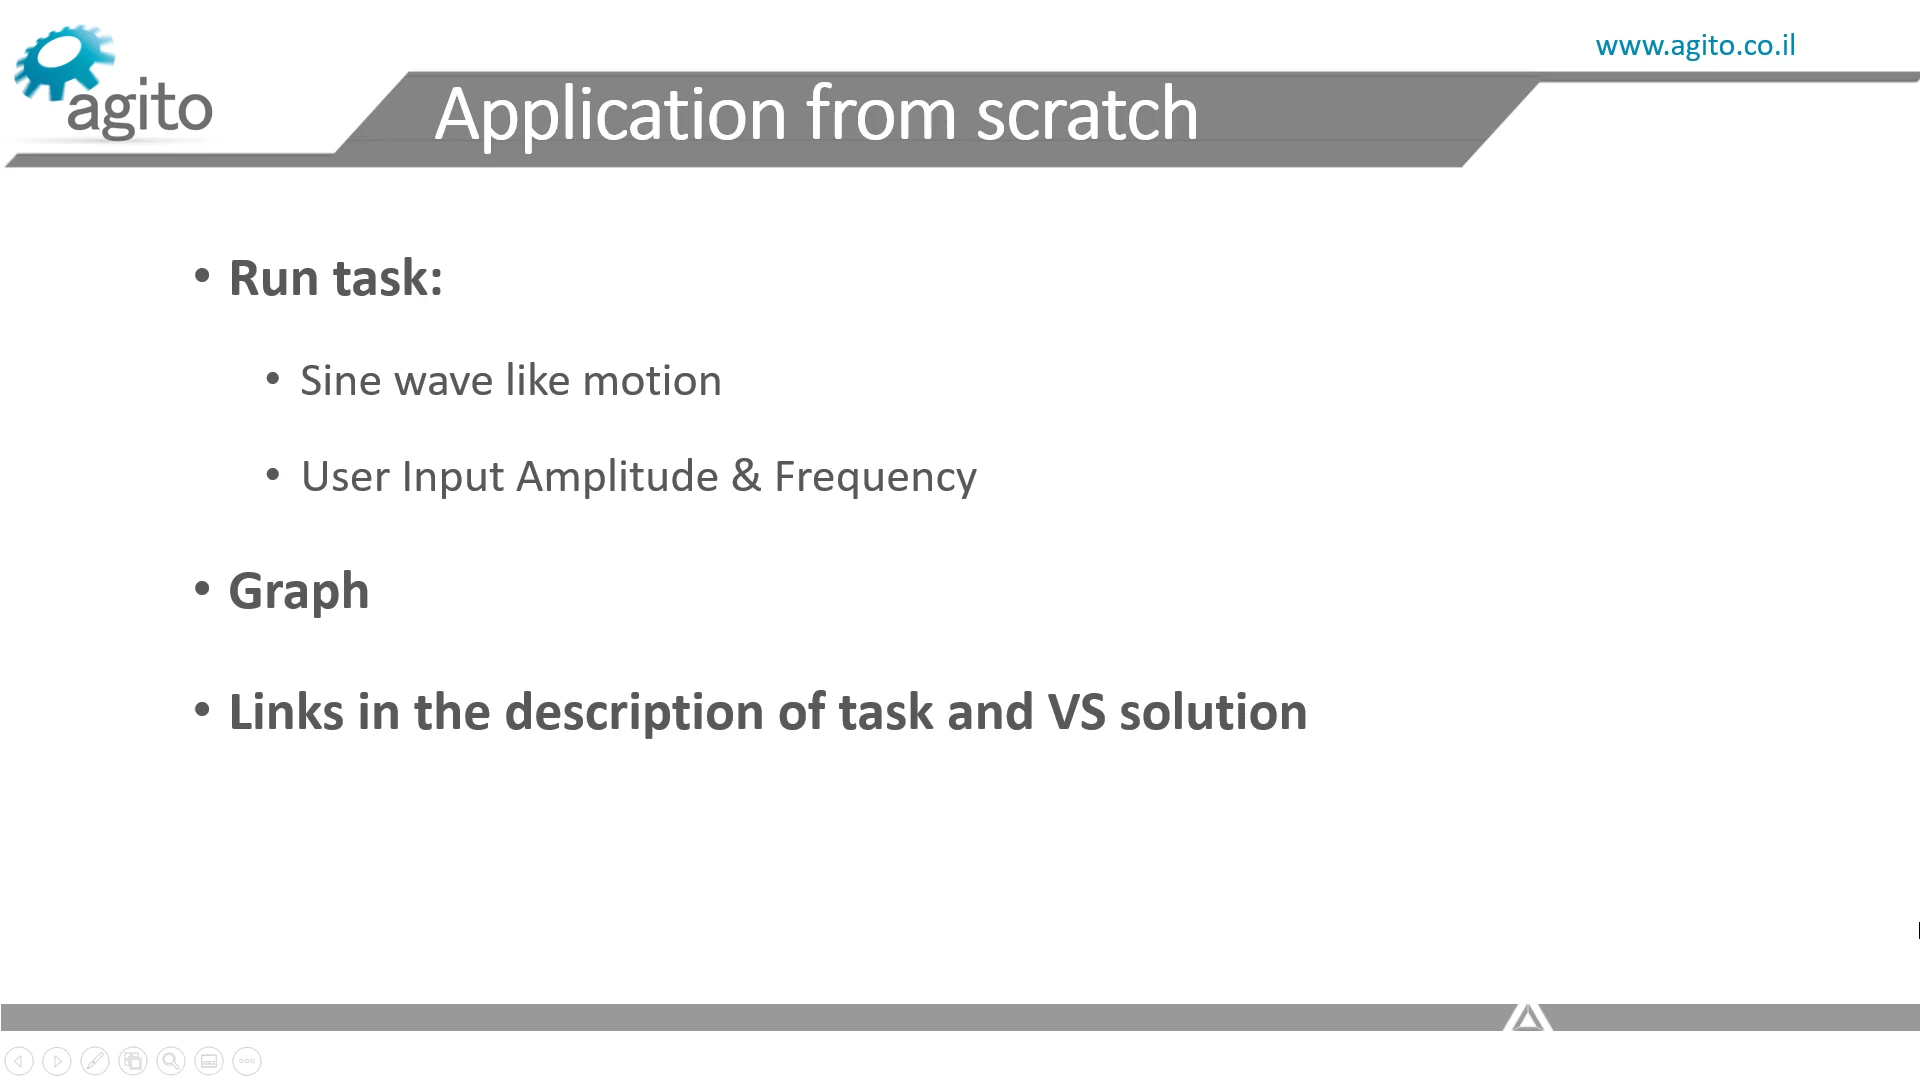 www.agito.co.il
agito
Application from scratch
• Run task:
• Sine wave like motion
• User Input Amplitude & Frequency
• Graph
• Links in the description of task and VS solution